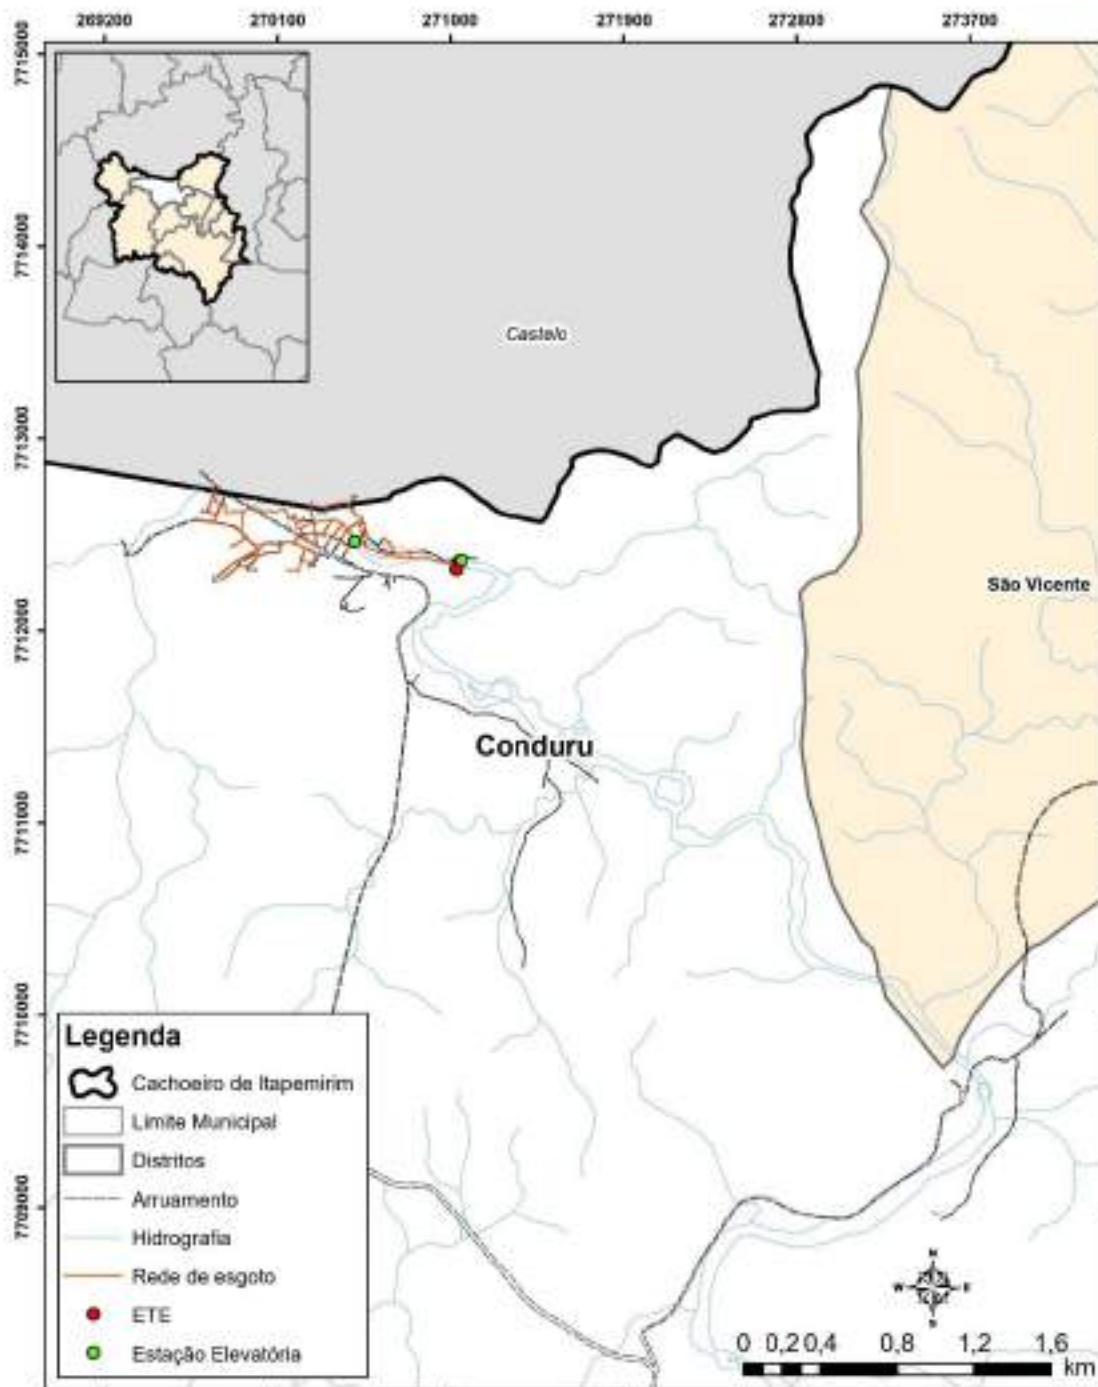 269200 270100 271000 271900 272800 273700
7715000
7714000
7713000
7712000
7711000
7710000
7709000
Castelo
São Vicente
Conduru
Legenda
Cachoeiro de Itapemirim
Limite Municipal
Distritos
Arruamento
Hidrografia
Rede de esgoto
ETE
Estação Elevatória
N
W E
S
0 0,2 0,4 0,8 1,2 1,6
km